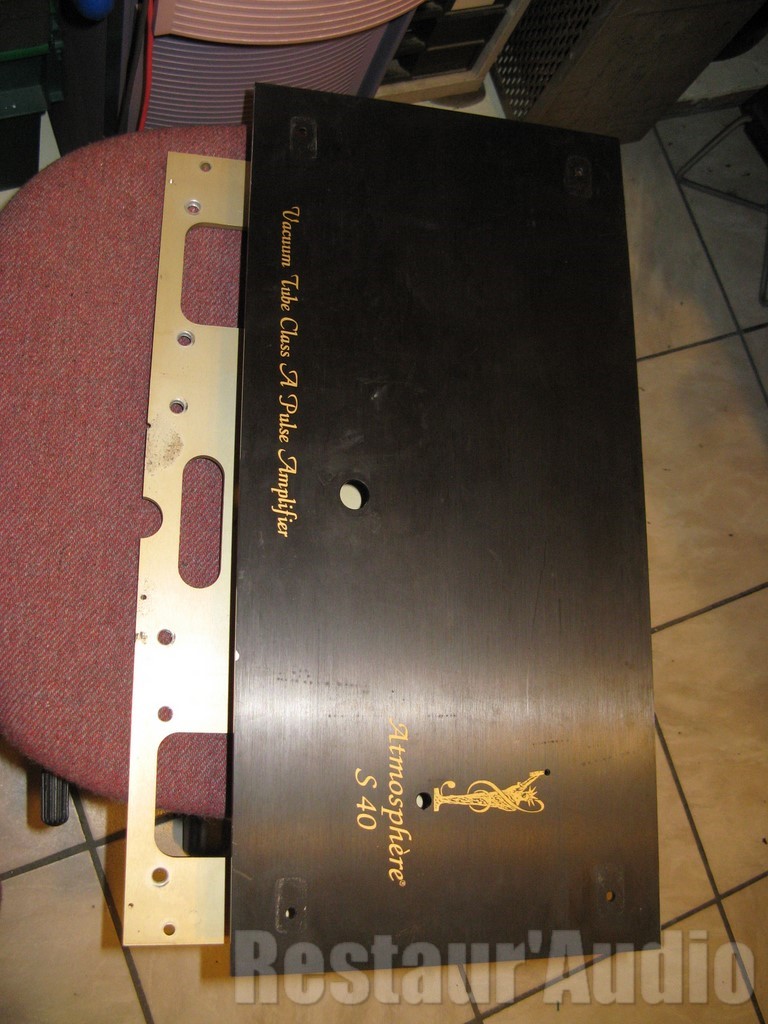 Vacuum Tube Class A Pulse Amplifier
Atmosphère®
S 40
Restaur'Audio